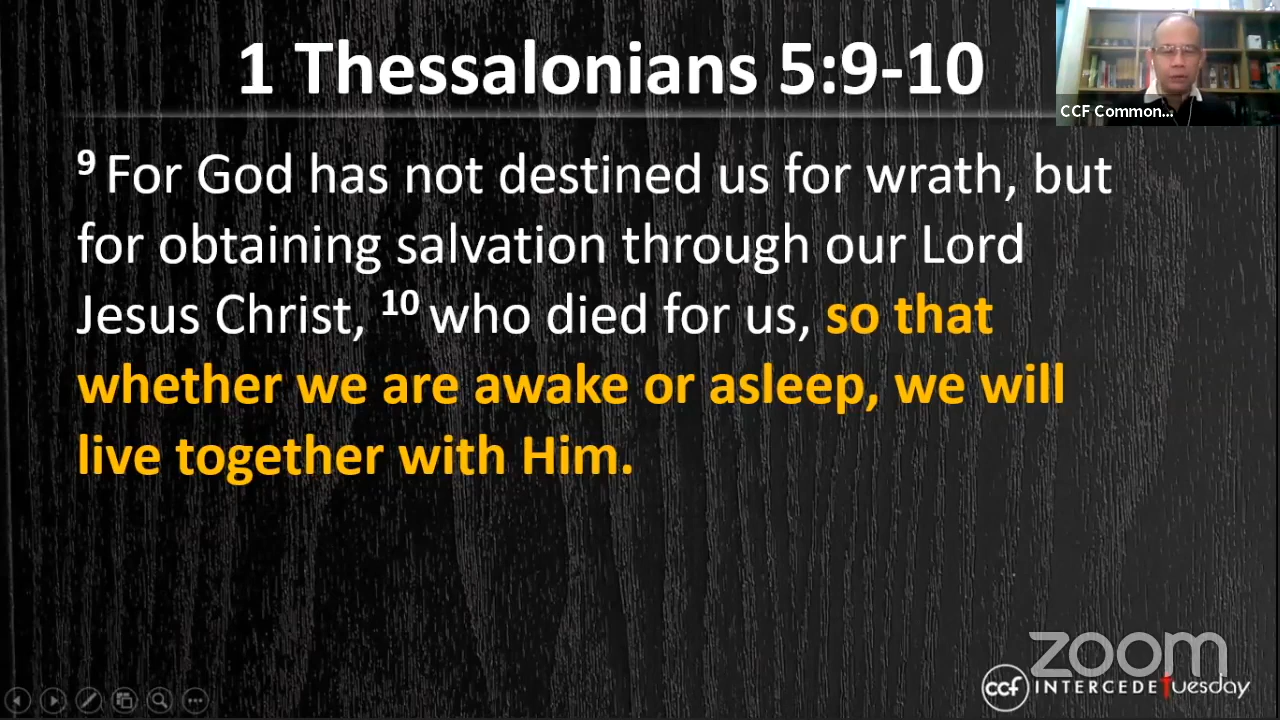 1 Thessalonians 5:9-10
CCF Common...
9 For God has not destined us for wrath, but
for obtaining salvation through our Lord
Jesus Christ, 10 who died for us, so that
whether we are awake or asleep, we will
live together with Him.
zoom
ccf INTERCEDE Tuesday